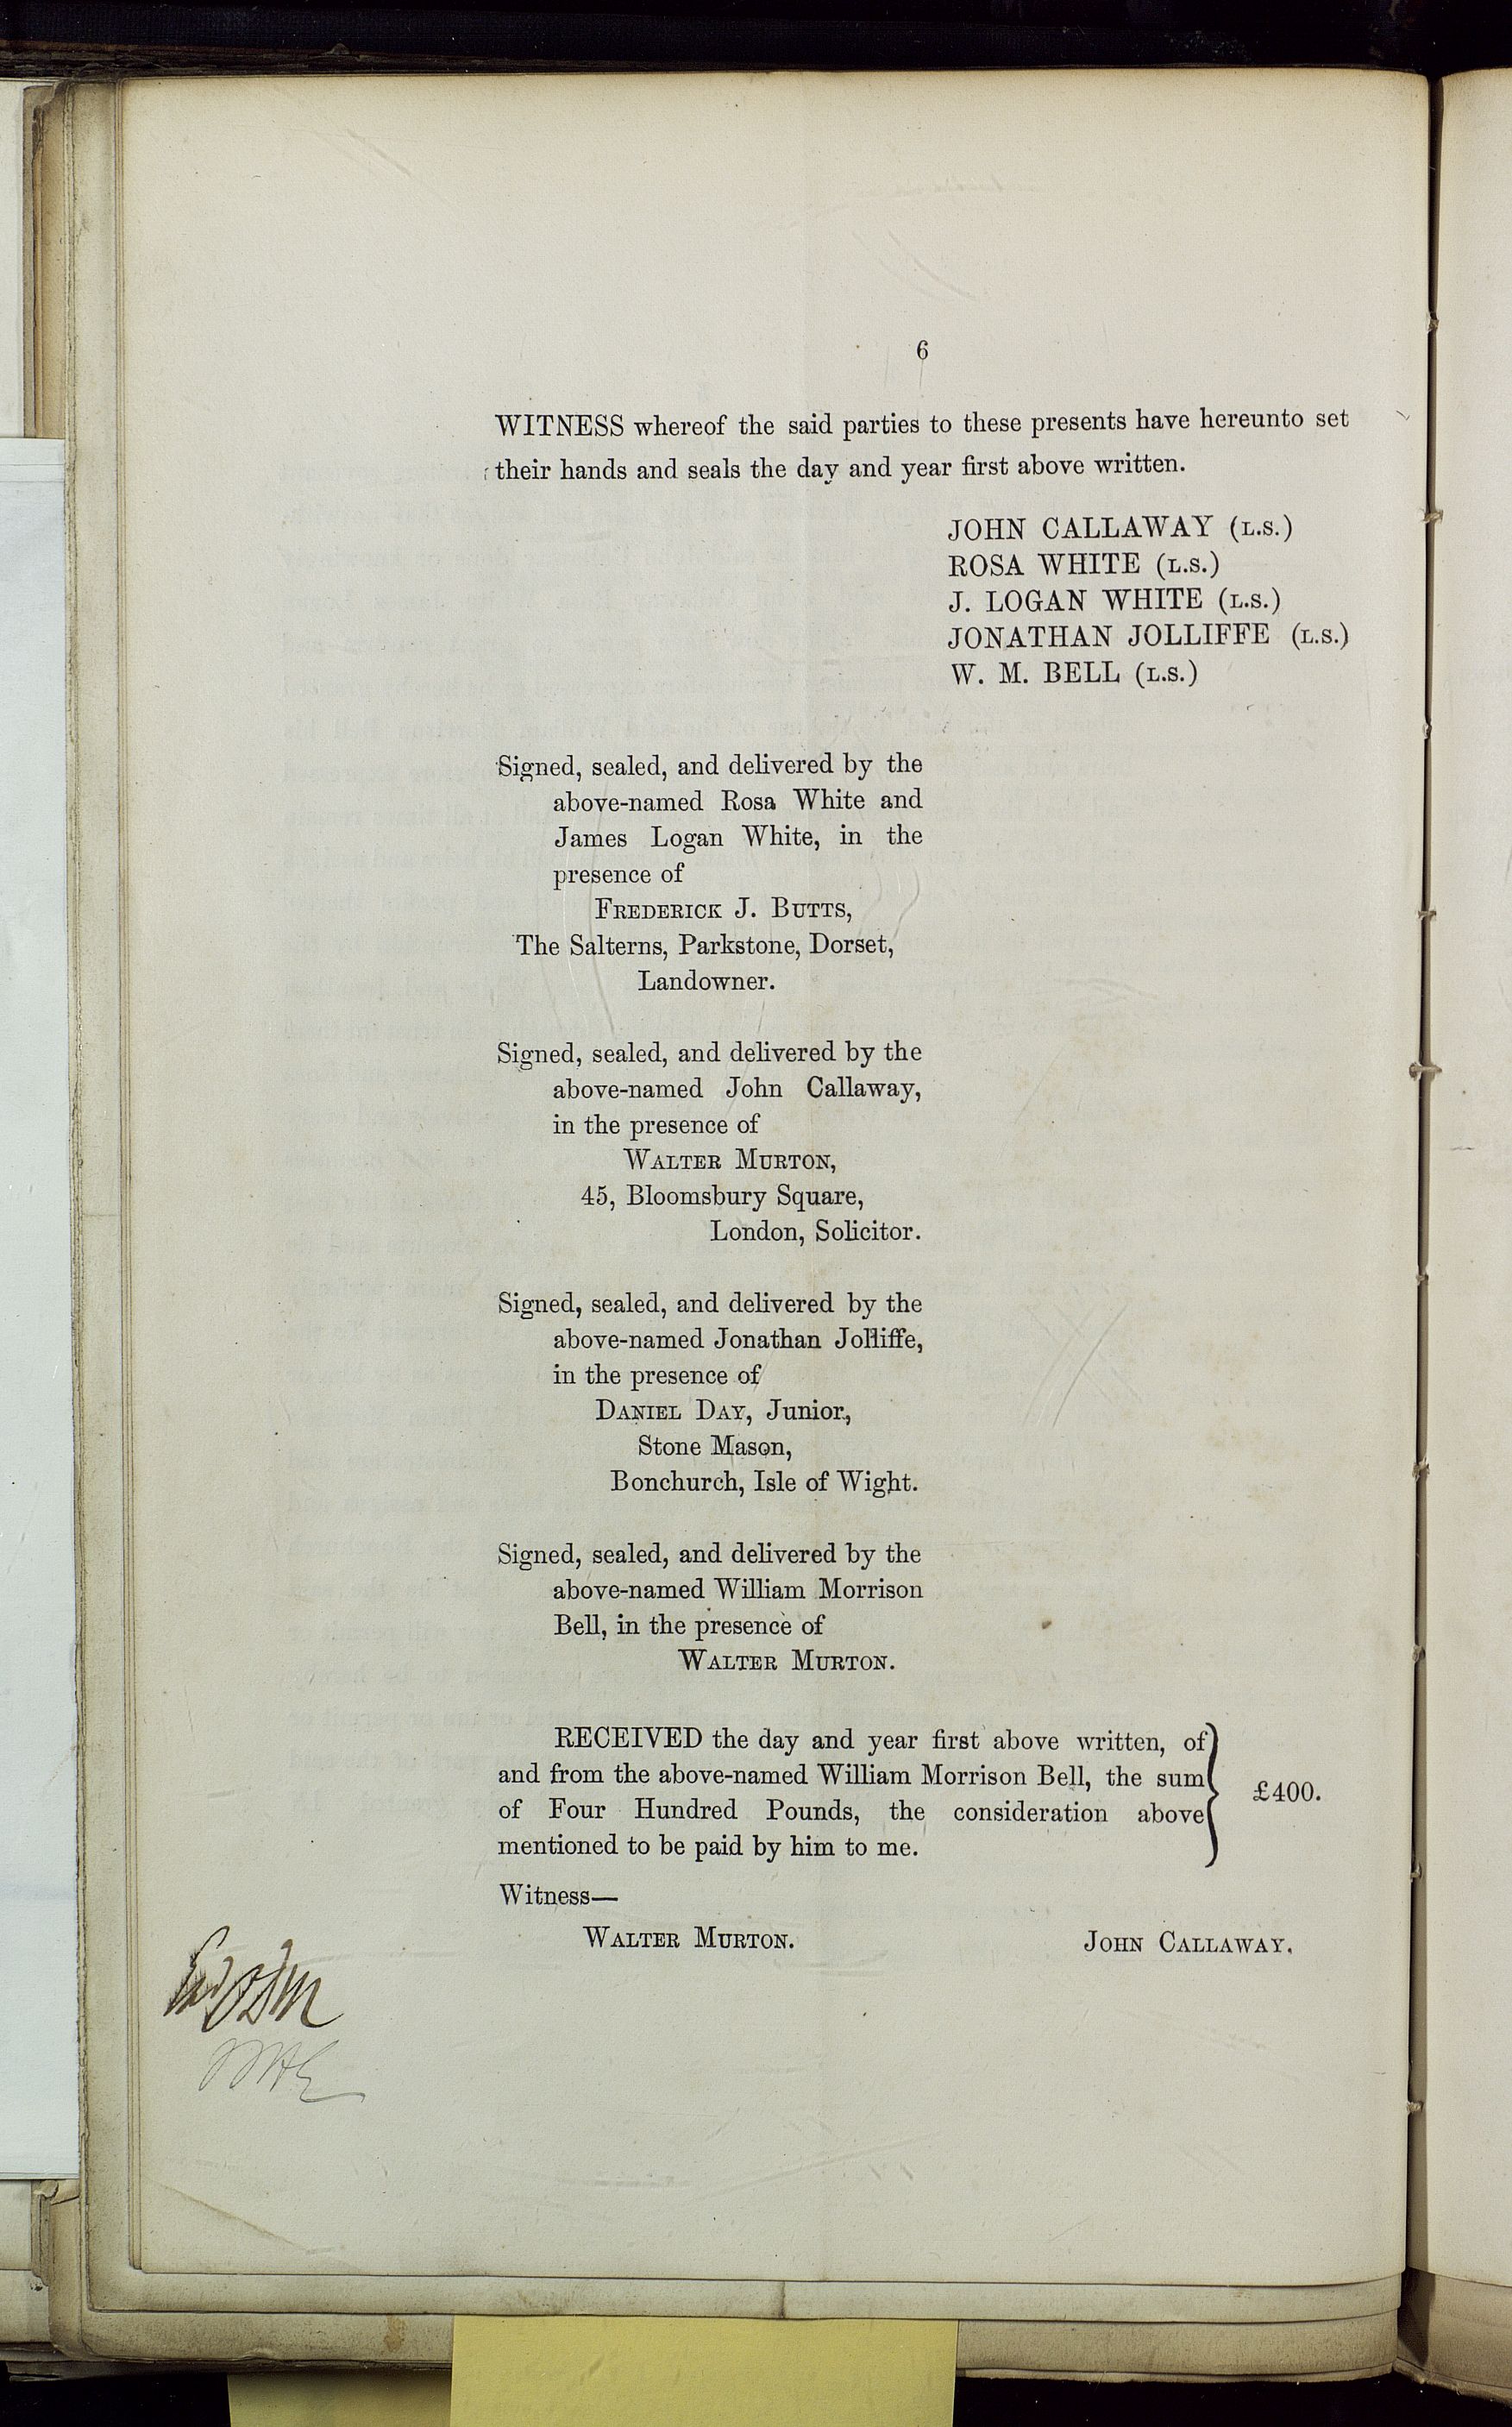 6
WITNESS whereof the said parties to these presents have hereunto set
their hands and seals the day and year first above written.
JOHN CALLAWAY (L.S.)
ROSA WHITE (L.S.)
J. LOGAN WHITE (L.S.)
JONATHAN JOLLIFFE (L.S.)
W. M. BELL (L.S.)
Signed, sealed, and delivered by the
above-named Rosa White and
James Logan White, in the
presence of
FREDERICK J. BUTTS,
The Salterns, Parkstone, Dorset,
Landowner.
Signed, sealed, and delivered by the
above-named John Callaway,
in the presence of
WALTER MURTON,
45, Bloomsbury Square,
London, Solicitor.
Signed, sealed, and delivered by the
above-named Jonathan Jolliffe,
in the presence of
DANIEL DAY, Junior,
Stone Mason,
Bonchurch, Isle of Wight.
Signed, sealed, and delivered by the
above-named William Morrison
Bell, in the presence of
WALTER MURTON.
RECEIVED the day and year first above written, of
and from the above-named William Morrison Bell, the sum
of Four Hundred Pounds, the consideration above
mentioned to be paid by him to me.
£400.
Witness—
WALTER MURTON.
JOHN CALLAWAY.